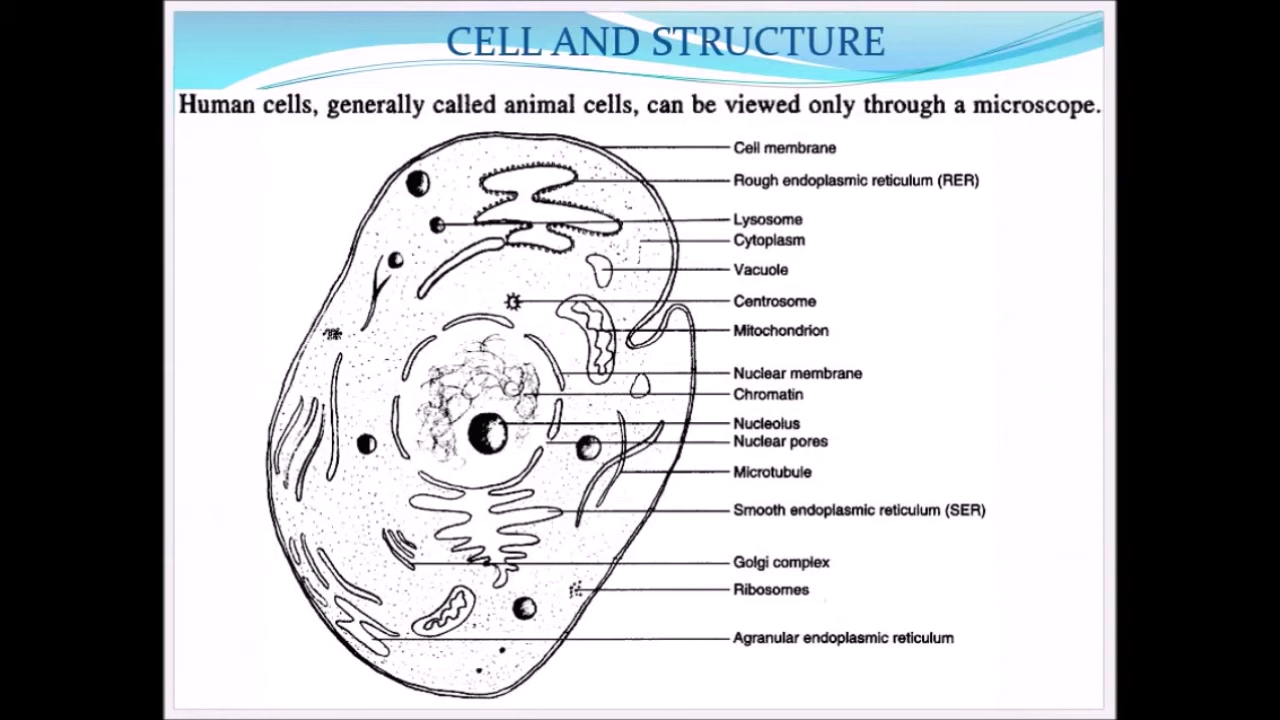 CELL AND STRUCTURE
Human cells, generally called animal cells, can be viewed only through a microscope.
Cell membrane
Rough endoplasmic reticulum (RER)
Lysosome
Cytoplasm
Vacuole
Centrosome
Mitochondrion
Nuclear membrane
Chromatin
Nucleolus
Nuclear pores
Microtubule
Smooth endoplasmic reticulum (SER)
Golgi complex
Ribosomes
Agranular endoplasmic reticulum